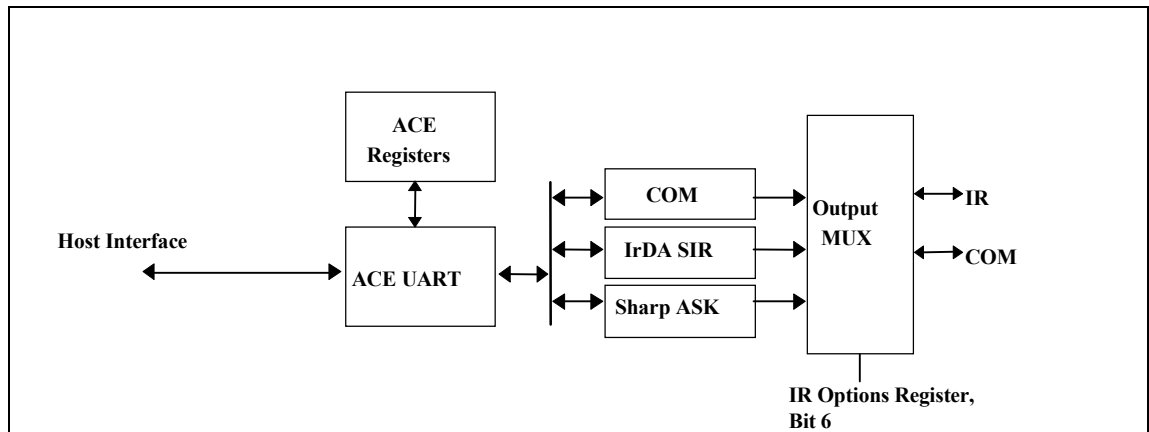 ACE
Registers
Host Interface
ACE UART
COM
IrDA SIR
Sharp ASK
Output
MUX
IR
COM
IR Options Register,
Bit 6